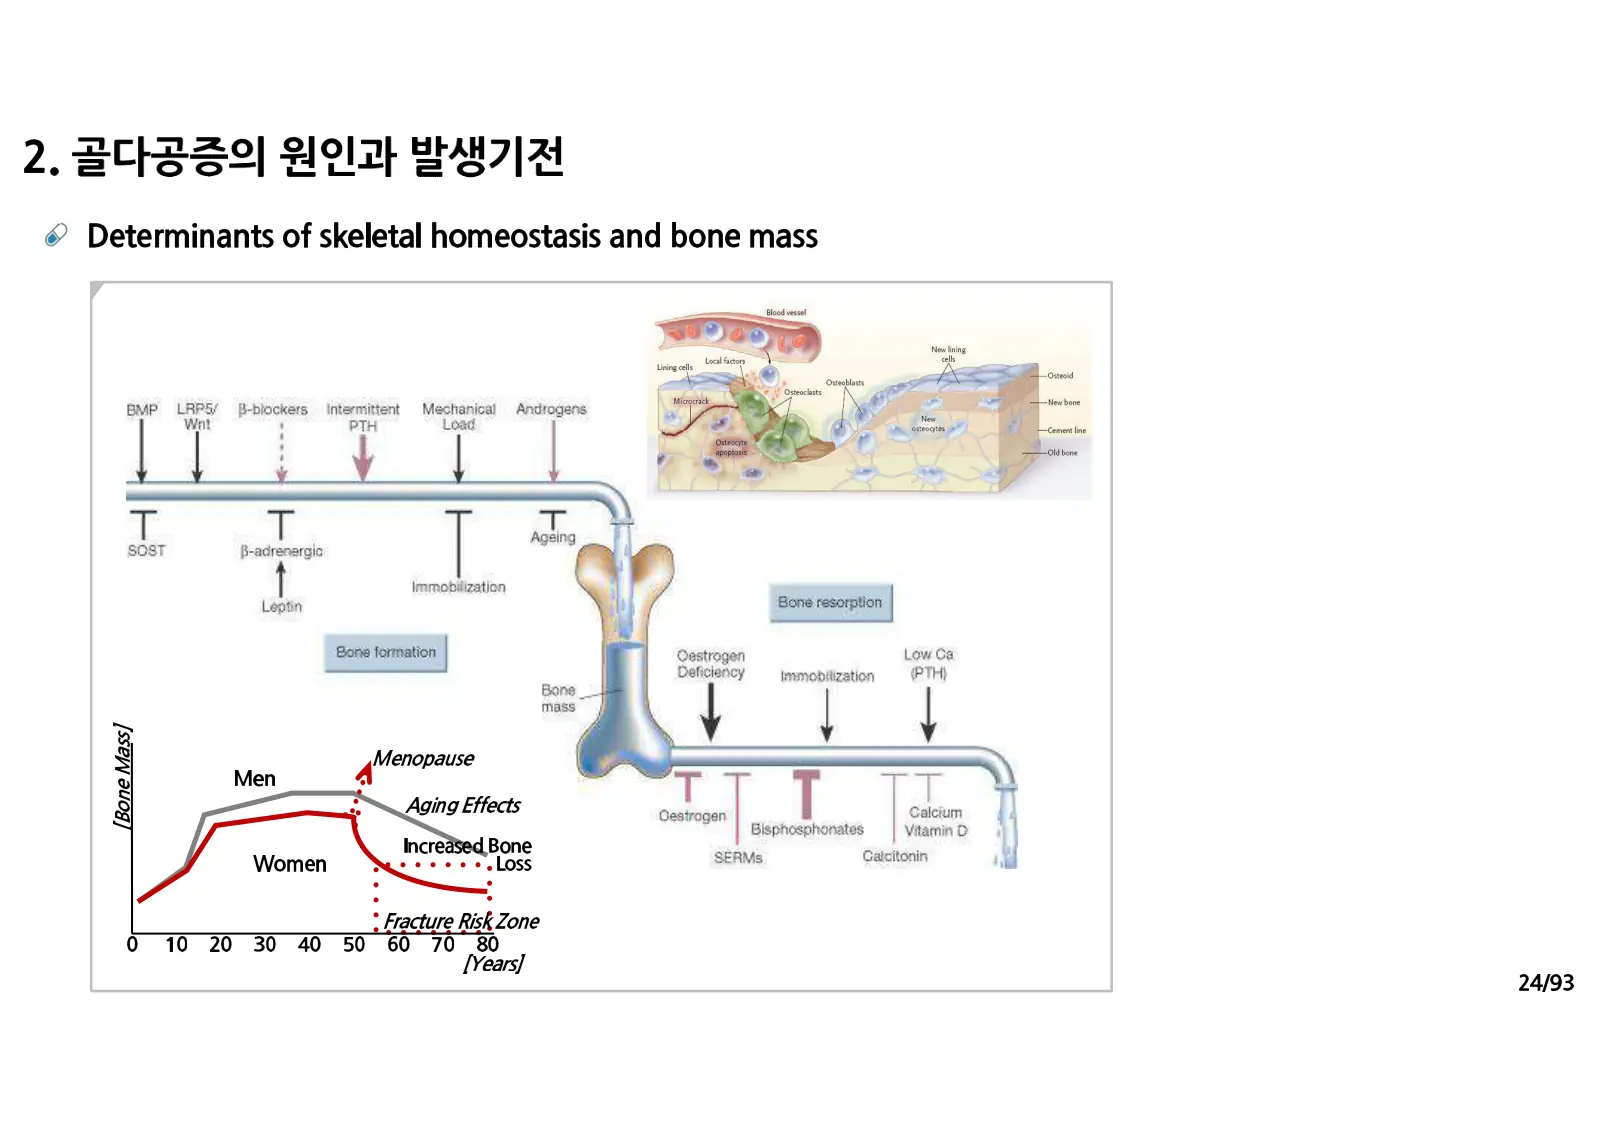 2. 골다공증의 원인과 발생기전
Determinants of skeletal homeostasis and bone mass
Blood vessel
Local factors
Lining cells
Microcrack
Osteocyte
apoptosis
Osteoclasts
Osteoblasts
New lining
cells
New
osteocytes
Osteoid
New bone
Cement line
Old bone
BMP
LRP5/
Wnt
β-blockers
Intermittent
PTH
Mechanical
Load
Androgens
SOST
β-adrenergic
Leptin
Immobilization
Ageing
Bone formation
Bone
mass
Bone resorption
Oestrogen
Deficiency
Immobilization
Low Ca
(PTH)
Oestrogen
SERMs
Bisphosphonates
Calcitonin
Calcium
Vitamin D
[Bone Mass]
Men
Women
Menopause
Aging Effects
Increased Bone
Loss
Fracture Risk Zone
0 10 20 30 40 50 60 70 80
[Years]
24/93